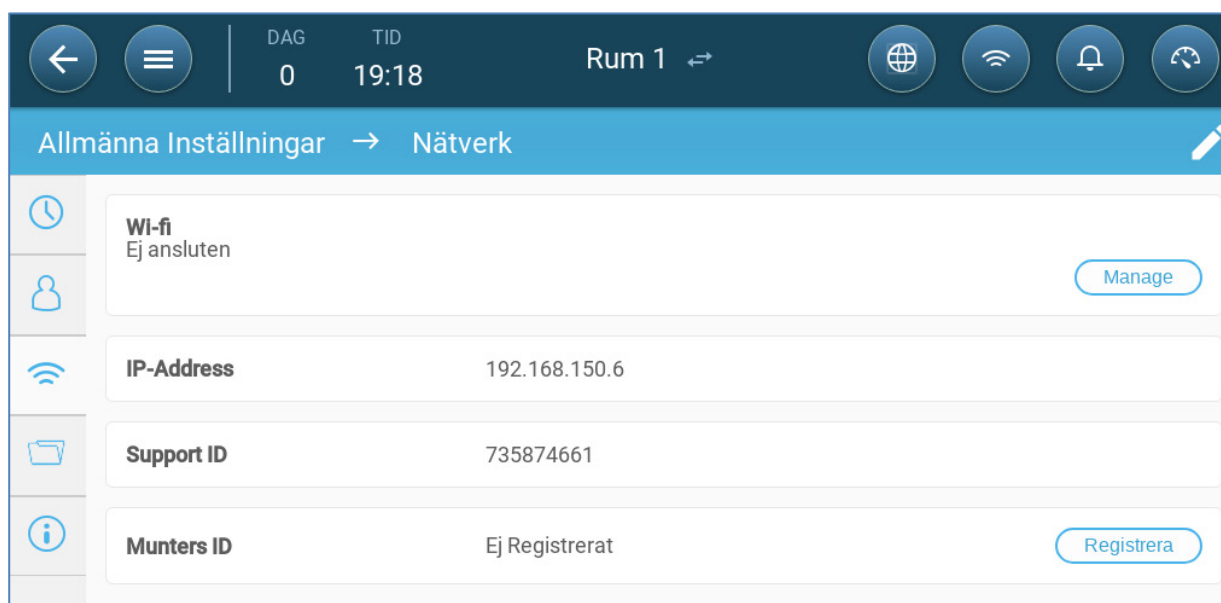 DAG TID
0 19:18
Rum 1
Allmänna Inställningar → Nätverk
Wi-fi
Ej ansluten
Manage
IP-Address 192.168.150.6
Support ID 735874661
Munters ID Ej Registrerat Registrera